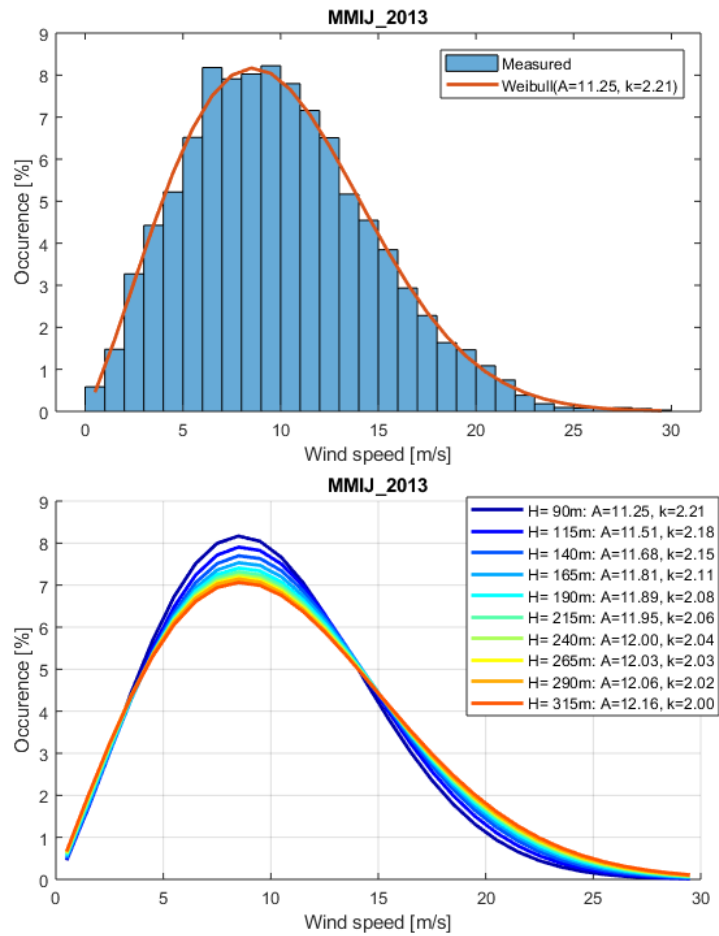 MMIJ_2013
9
8
7
6
5
4
3
2
1
0
Occurence [%]
Measured
Weibull(A=11.25, k=2.21)
0 5 10 15 20 25 30
Wind speed [m/s]
MMIJ_2013
9
8
7
6
5
4
3
2
1
0
Occurence [%]
H= 90m: A=11.25, k=2.21
H= 115m: A=11.51, k=2.18
H= 140m: A=11.68, k=2.15
H= 165m: A=11.81, k=2.11
H= 190m: A=11.89, k=2.08
H= 215m: A=11.95, k=2.06
H= 240m: A=12.00, k=2.04
H= 265m: A=12.03, k=2.03
H= 290m: A=12.06, k=2.02
H= 315m: A=12.16, k=2.00
0 5 10 15 20 25 30
Wind speed [m/s]